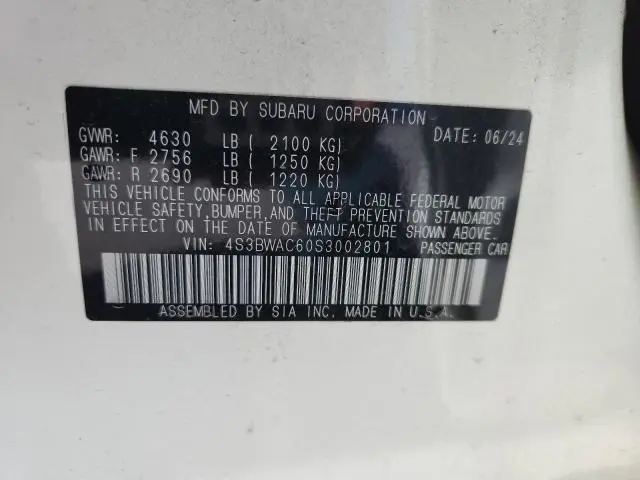 MFD BY SUBARU CORPORATION
GVWR: 4630 LB ( 2100 KG) DATE: 06/24
GAWR: F 2756 LB ( 1250 KG)
GAWR: R 2690 LB ( 1220 KG)
THIS VEHICLE CONFORMS TO ALL APPLICABLE FEDERAL MOTOR
VEHICLE SAFETY,BUMPER,AND THEFT PREVENTION STANDARDS
IN EFFECT ON THE DATE OF MANUFACTURE SHOWN ABOVE.
VIN: 4S3BWAC60S3002801 PASSENGER CAR
ASSEMBLED BY SIA INC. MADE IN U.S.A.